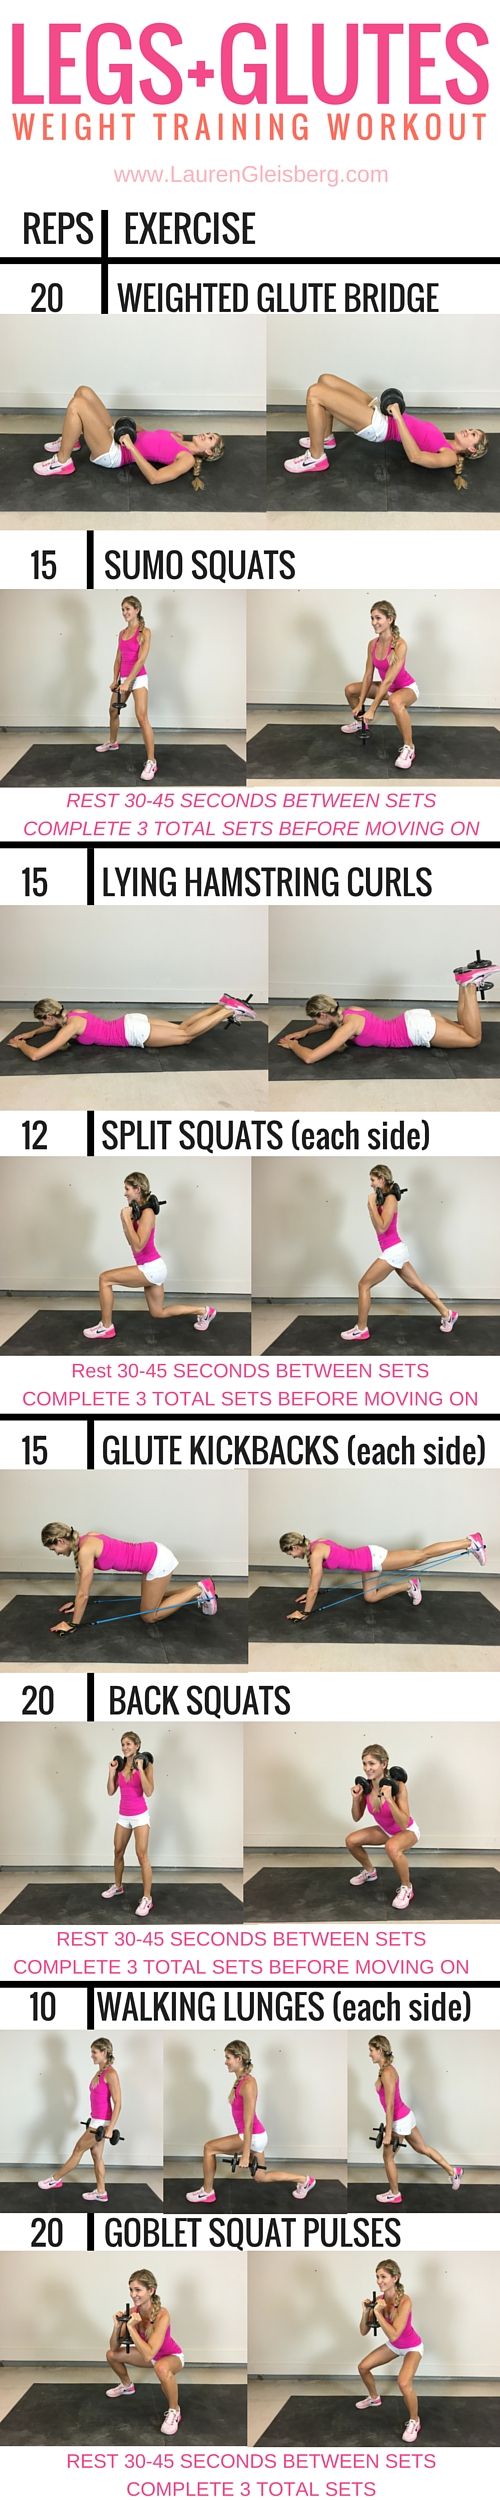 LEGS+GLUTES
WEIGHT TRAINING WORKOUT
www.LaurenGleisberg.com
REPS EXERCISE
20 WEIGHTED GLUTE BRIDGE
15 SUMO SQUATS
REST 30-45 SECONDS BETWEEN SETS
COMPLETE 3 TOTAL SETS BEFORE MOVING ON
15 LYING HAMSTRING CURLS
12 SPLIT SQUATS (each side)
Rest 30-45 SECONDS BETWEEN SETS
COMPLETE 3 TOTAL SETS BEFORE MOVING ON
15 GLUTE KICKBACKS (each side)
20 BACK SQUATS
REST 30-45 SECONDS BETWEEN SETS
COMPLETE 3 TOTAL SETS BEFORE MOVING ON
10 WALKING LUNGES (each side)
20 GOBLET SQUAT PULSES
REST 30-45 SECONDS BETWEEN SETS
COMPLETE 3 TOTAL SETS